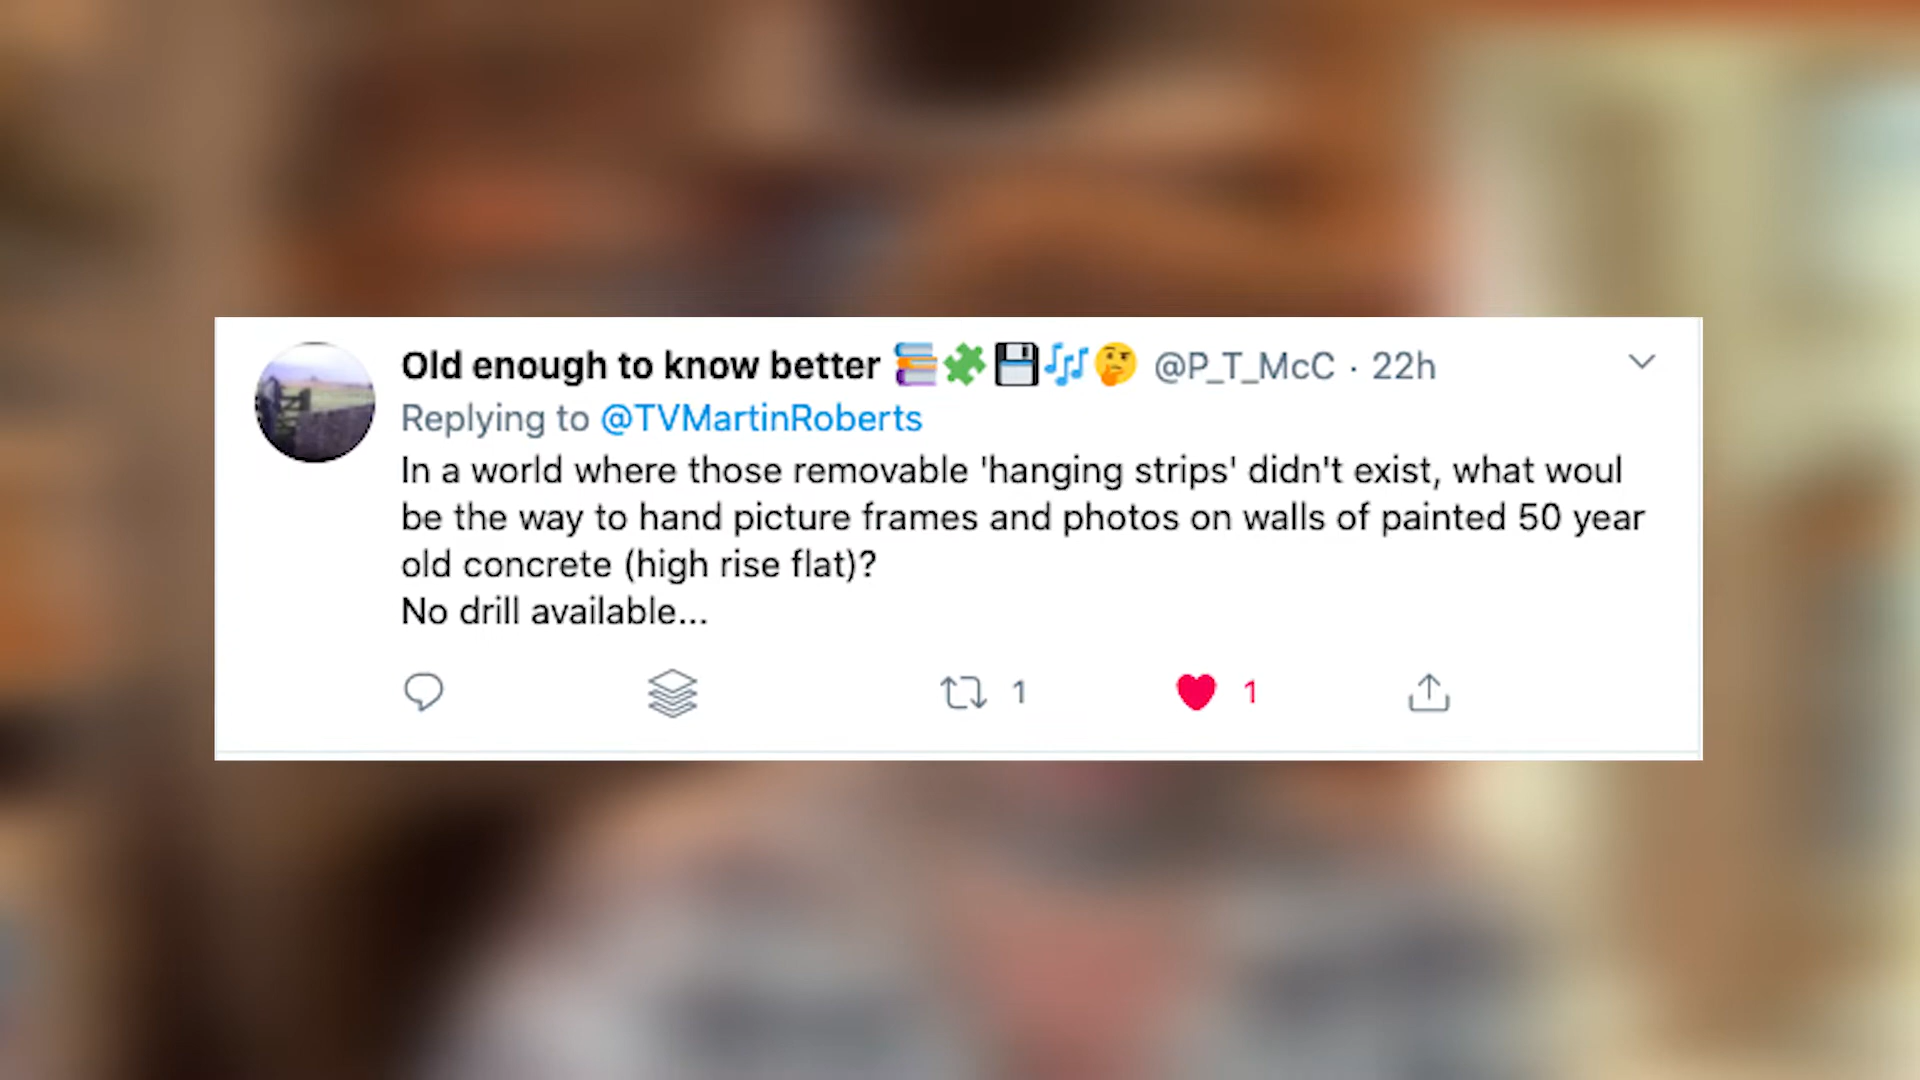 Old enough to know better 📚🧩💾🎶🤔 @P_T_McC · 22h
Replying to @TVMartinRoberts
In a world where those removable 'hanging strips' didn't exist, what woul
be the way to hand picture frames and photos on walls of painted 50 year
old concrete (high rise flat)?
No drill available...
1 1